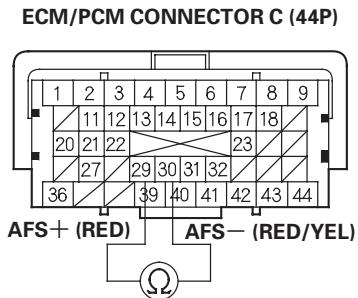 ECM/PCM CONNECTOR C (44P)
1 2 3 4 5 6 7 8 9
11 12 13 14 15 16 17 18
20 21 22 23
27 29 30 31 32
36 39 40 41 42 43 44
AFS+ (RED) AFS− (RED/YEL)
Ω